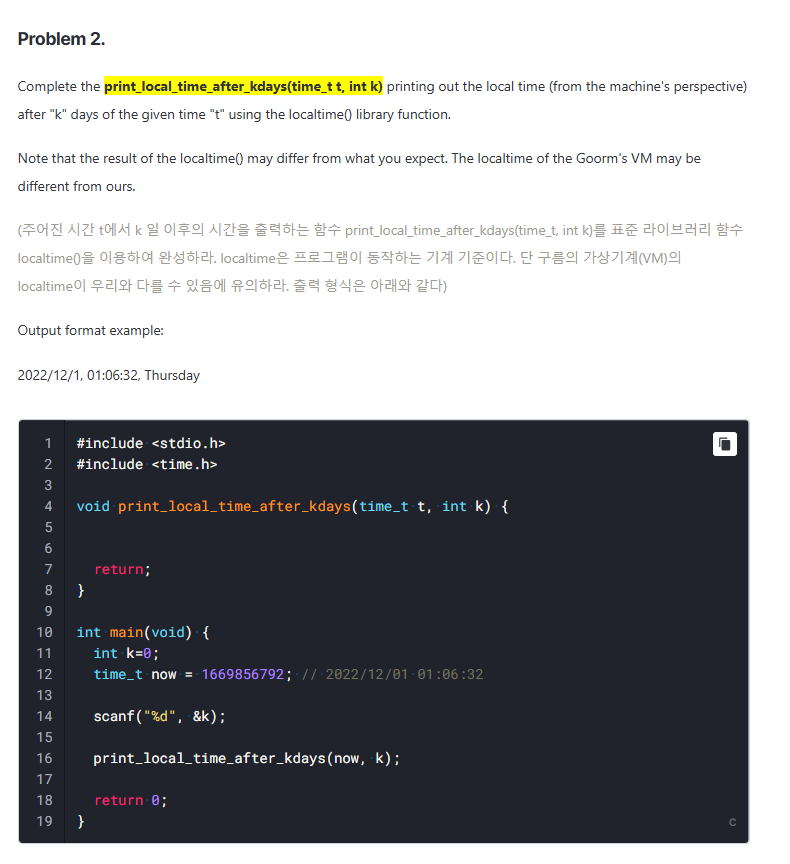 Problem 2.
Complete the print_local_time_after_kdays(time_t t, int k) printing out the local time (from the machine's perspective)
after "k" days of the given time "t" using the localtime() library function.
Note that the result of the localtime() may differ from what you expect. The localtime of the Goorm's VM may be
different from ours.
(주어진 시간 t에서 k 일 이후의 시간을 출력하는 함수 print_local_time_after_kdays(time_t, int k)를 표준 라이브러리 함수
localtime()을 이용하여 완성하라. localtime은 프로그램이 동작하는 기계 기준이다. 단 구름의 가상기계(VM)의
localtime이 우리와 다를 수 있음에 유의하라. 출력 형식은 아래와 같다)
Output format example:
2022/12/1, 01:06:32, Thursday
1 #include <stdio.h>
2 #include <time.h>
3
4 void print_local_time_after_kdays(time_t t, int k) {
5
6
7 return;
8 }
9
10 int main(void) {
11 int k=0;
12 time_t now = 1669856792; // 2022/12/01 01:06:32
13
14 scanf("%d", &k);
15
16 print_local_time_after_kdays(now, k);
17
18 return 0;
19 }
C